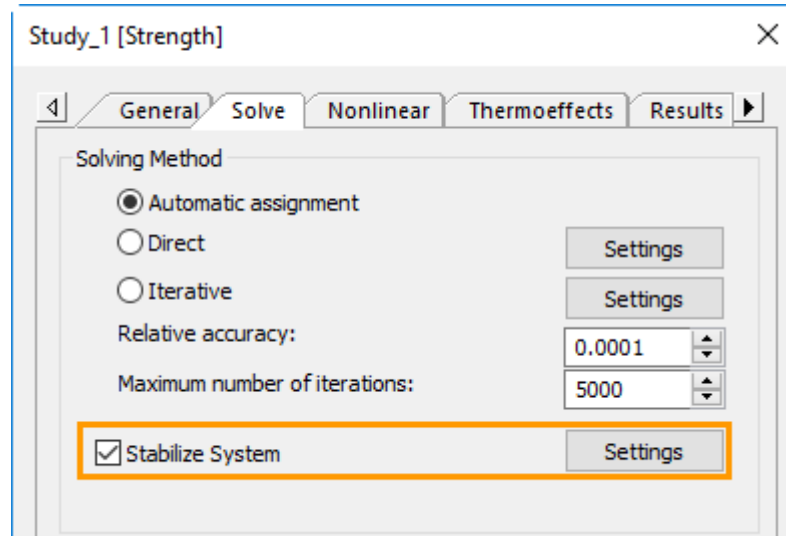 Study_1 [Strength]
General Solve Nonlinear Thermoeffects Results
Solving Method
Automatic assignment
Direct Settings
Iterative Settings
Relative accuracy: 0.0001
Maximum number of iterations: 5000
Stabilize System Settings